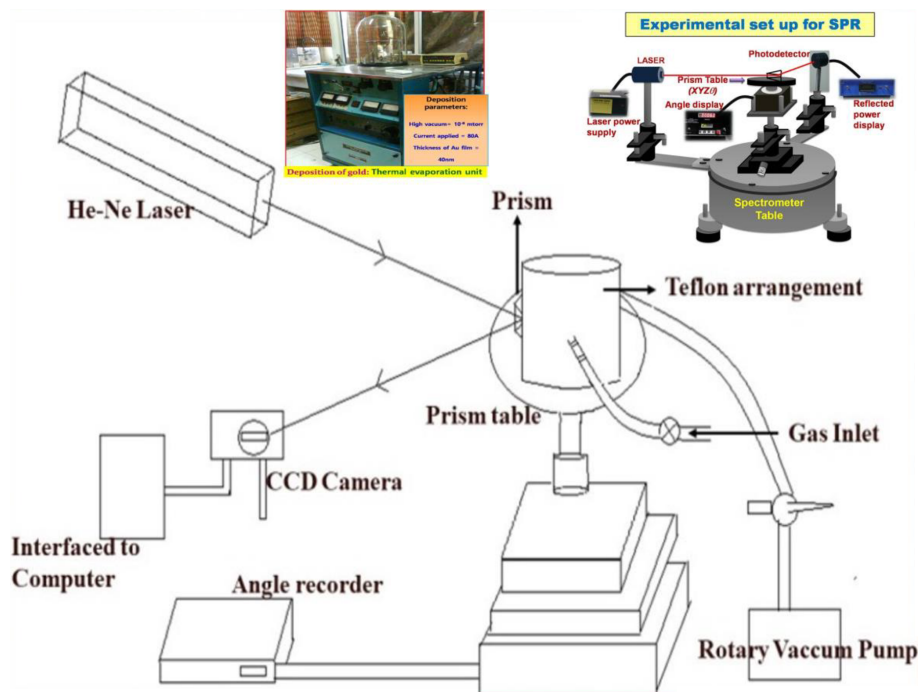 Experimental set up for SPR
Photodetector
LASER
Prism Table
(XYZθ)
Angle display
Laser power
supply
Reflected
power
display
Spectrometer
Table
Deposition
parameters:
High vacuum= 10⁻⁶ mtorr
Current applied = 80A
Thickness of Au film =
40nm
Deposition of gold: Thermal evaporation unit
He-Ne Laser
Prism
Teflon arrangement
Prism table
Gas Inlet
CCD Camera
Interfaced to
Computer
Angle recorder
Rotary Vaccum Pump